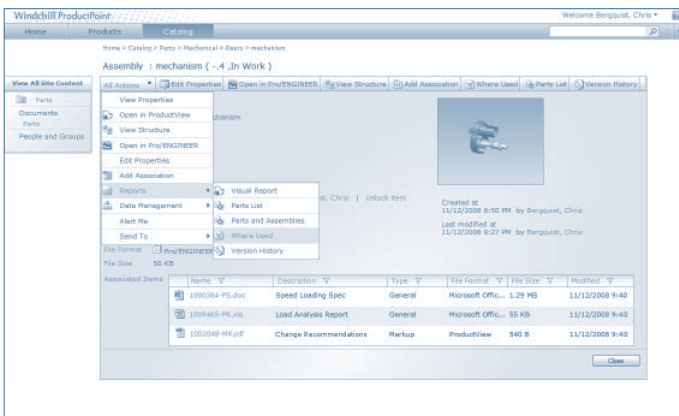 Windchill ProductPoint
Welcome Bergquist, Chris
Home Products Catalog
Home > Catalog > Parts > Mechanical > Gears > mechanism
Assembly : mechanism ( -.4 ,In Work )
View All Site Content
Parts
Documents
Parts
People and Groups
All Actions Edit Properties Open in Pro/ENGINEER View Structure Add Association Where Used Parts List Version History
View Properties
Open in ProductView
View Structure
Open in Pro/ENGINEER
Edit Properties
Add Association
Reports
Data Management
Alert Me
Send To
Visual Report
Parts List
Parts and Assemblies
Where Used
Version History
mechanism
st, Chris | Unlock item
Created at
11/12/2008 8:50 PM by Bergquist, Chris
Last modified at
11/12/2008 9:27 PM by Bergquist, Chris
File Format Pro/ENGINEER
File Size 50 KB
Associated Items
Name Description Type File Format File Size Modified
1000384-PS.doc Speed Loading Spec General Microsoft Offic... 1.29 MB 11/12/2008 9:40
1009465-PA.xls Load Analysis Report General Microsoft Offic... 55 KB 11/12/2008 9:40
1002048-MK.pdf Change Recommendations Markup ProductView 540 B 11/12/2008 9:40
Close